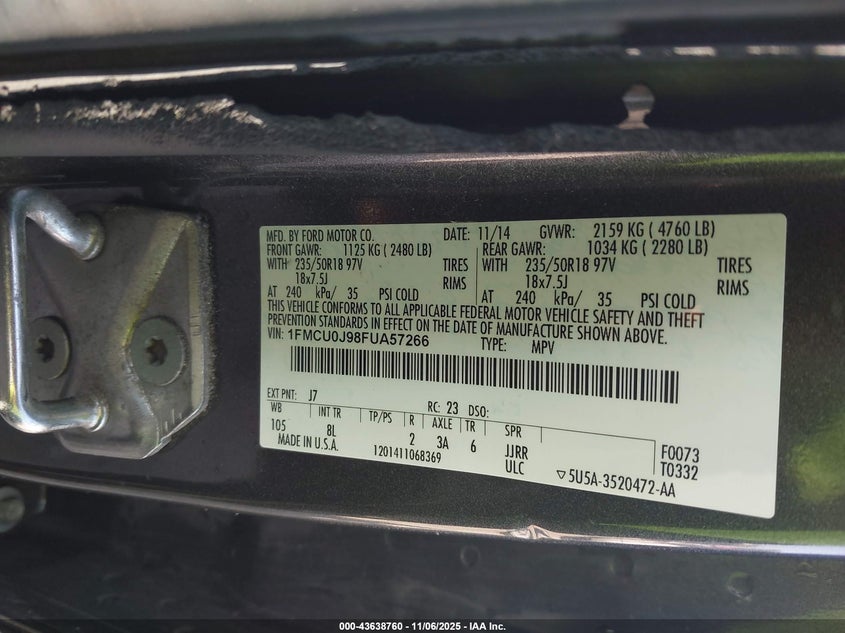 MFD. BY FORD MOTOR CO. DATE: 11/14 GVWR: 2159 KG ( 4760 LB)
FRONT GAWR: 1125 KG ( 2480 LB) REAR GAWR: 1034 KG ( 2280 LB)
WITH 235/50R18 97V TIRES WITH 235/50R18 97V TIRES
18x7.5J RIMS 18x7.5J RIMS
AT 240 kPa/ 35 PSI COLD AT 240 kPa/ 35 PSI COLD
THIS VEHICLE CONFORMS TO ALL APPLICABLE FEDERAL MOTOR VEHICLE SAFETY AND THEFT
PREVENTION STANDARDS IN EFFECT ON THE DATE OF MANUFACTURE SHOWN ABOVE.
VIN: 1FMCU0J98FUA57266 TYPE: MPV
EXT PNT: J7 RC: 23 DSO:
WB INT TR TP/PS R AXLE TR SPR
105 8L 2 3A 6 JJRR F0073
MADE IN U.S.A. 1201411068369 ULC T0332
▽5U5A-3520472-AA
000-43638760 - 11/06/2025 - IAA Inc.